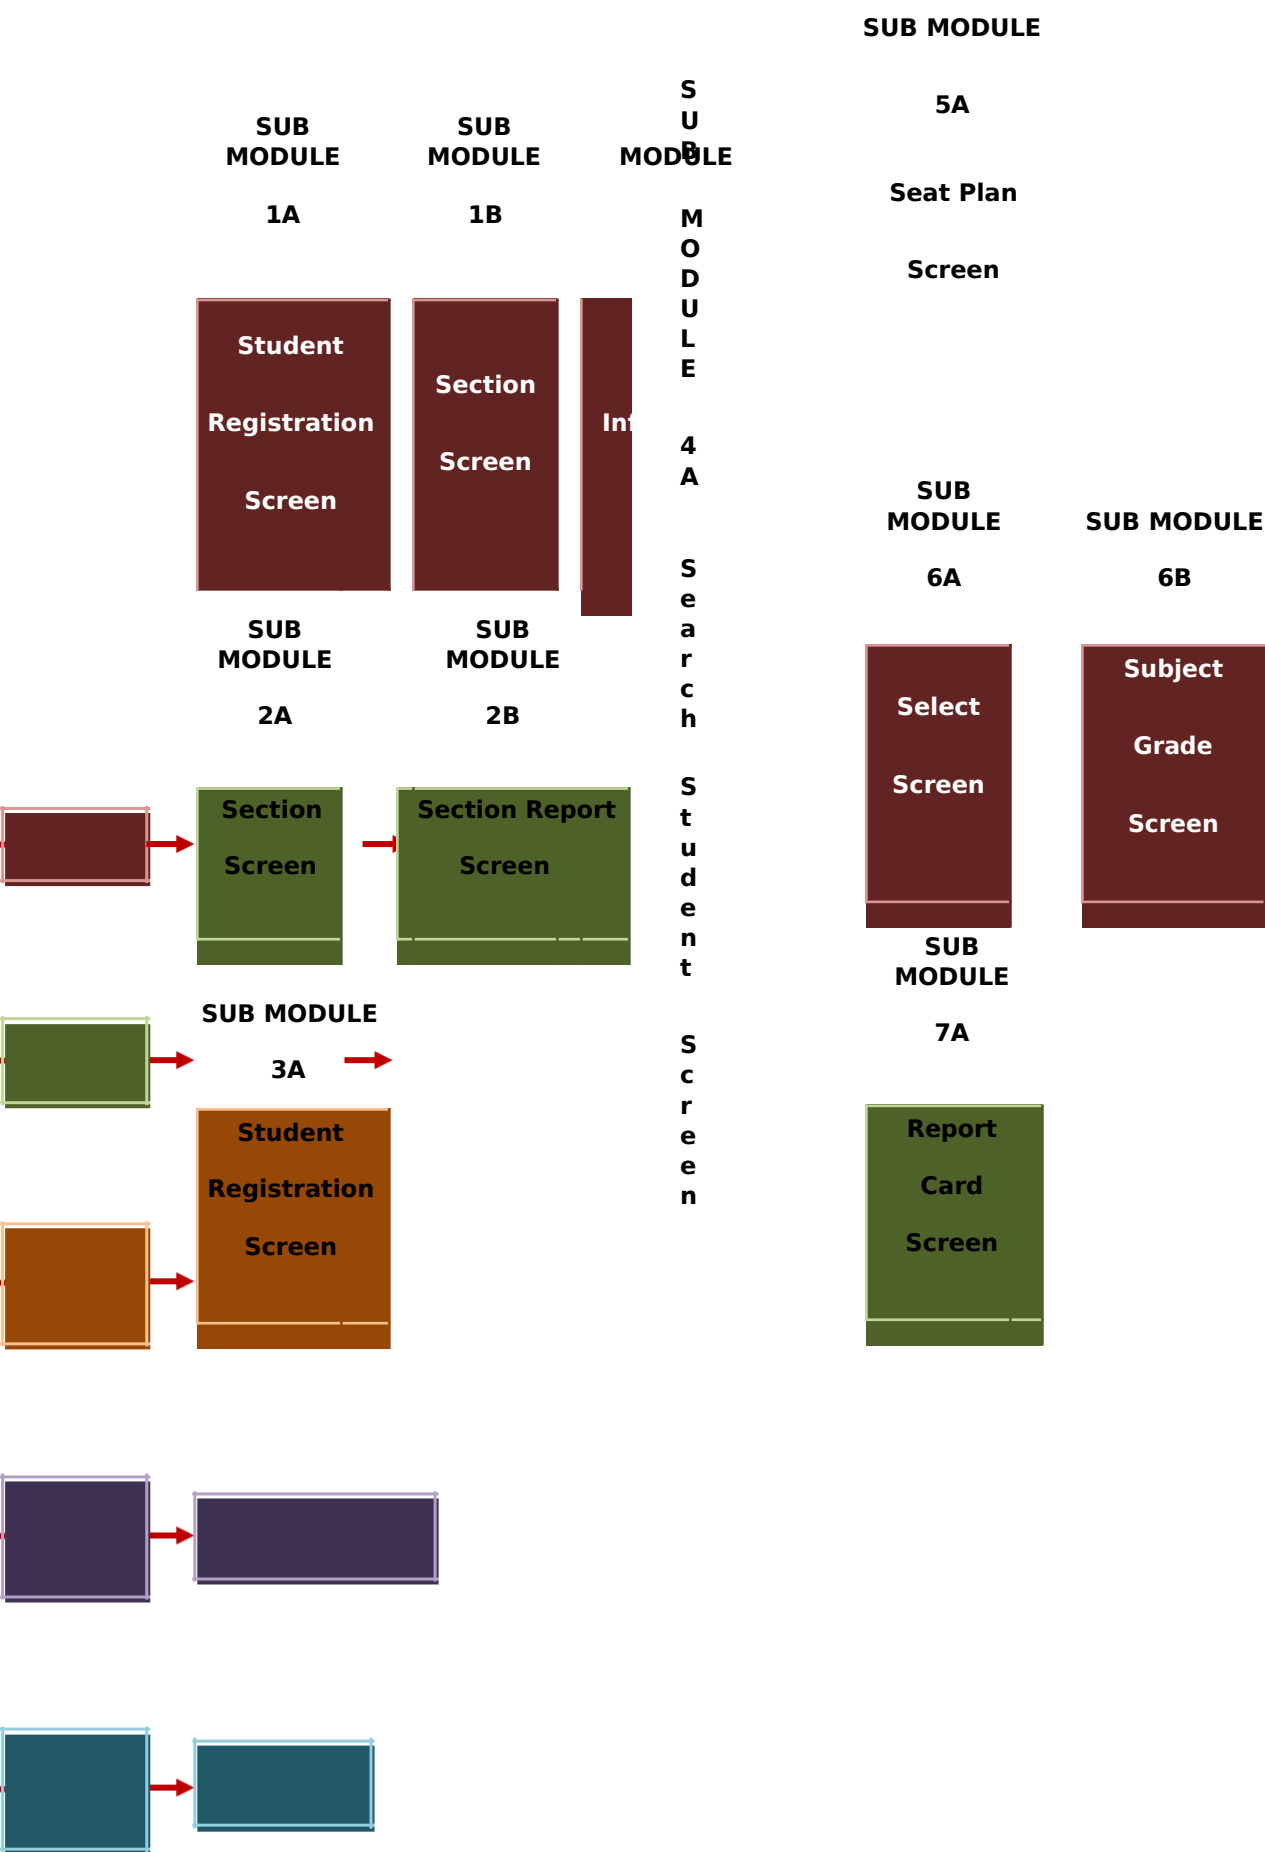 SUB
MODULE
1A
Student
Registration
Screen
SUB
MODULE
1B
Section
Screen
MODULE
SUB
MODULE
2A
Section
Screen
SUB
MODULE
2B
Section Report
Screen
SUB MODULE
3A
Student
Registration
Screen
S
U
B
M
O
D
U
L
E
4
A
S
e
a
r
c
h
S
t
u
d
e
n
t
S
c
r
e
e
n
SUB MODULE
5A
Seat Plan
Screen
SUB
MODULE
6A
Select
Screen
SUB MODULE
6B
Subject
Grade
Screen
SUB
MODULE
7A
Report
Card
Screen